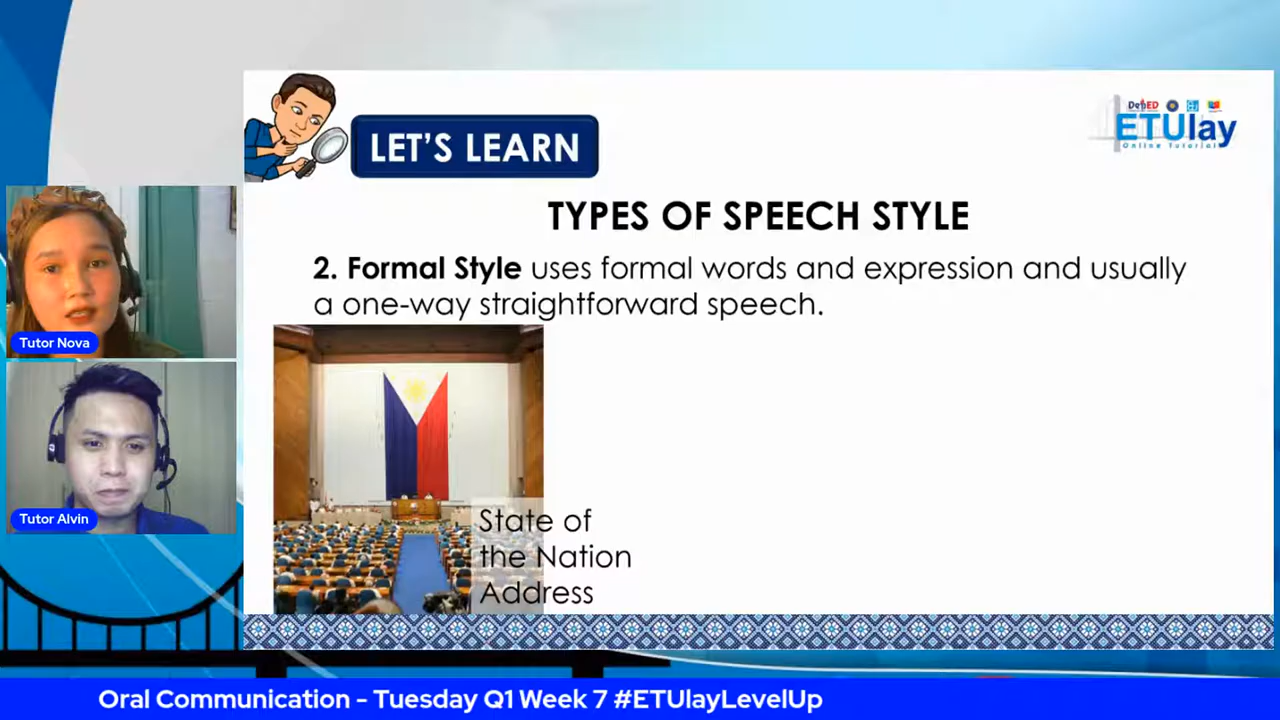 LET'S LEARN
DepED
ETUlay
Online Tutorial
TYPES OF SPEECH STYLE
2. Formal Style uses formal words and expression and usually
a one-way straightforward speech.
Tutor Nova
Tutor Alvin
State of
the Nation
Address
Oral Communication - Tuesday Q1 Week 7 #ETUlayLevelUp